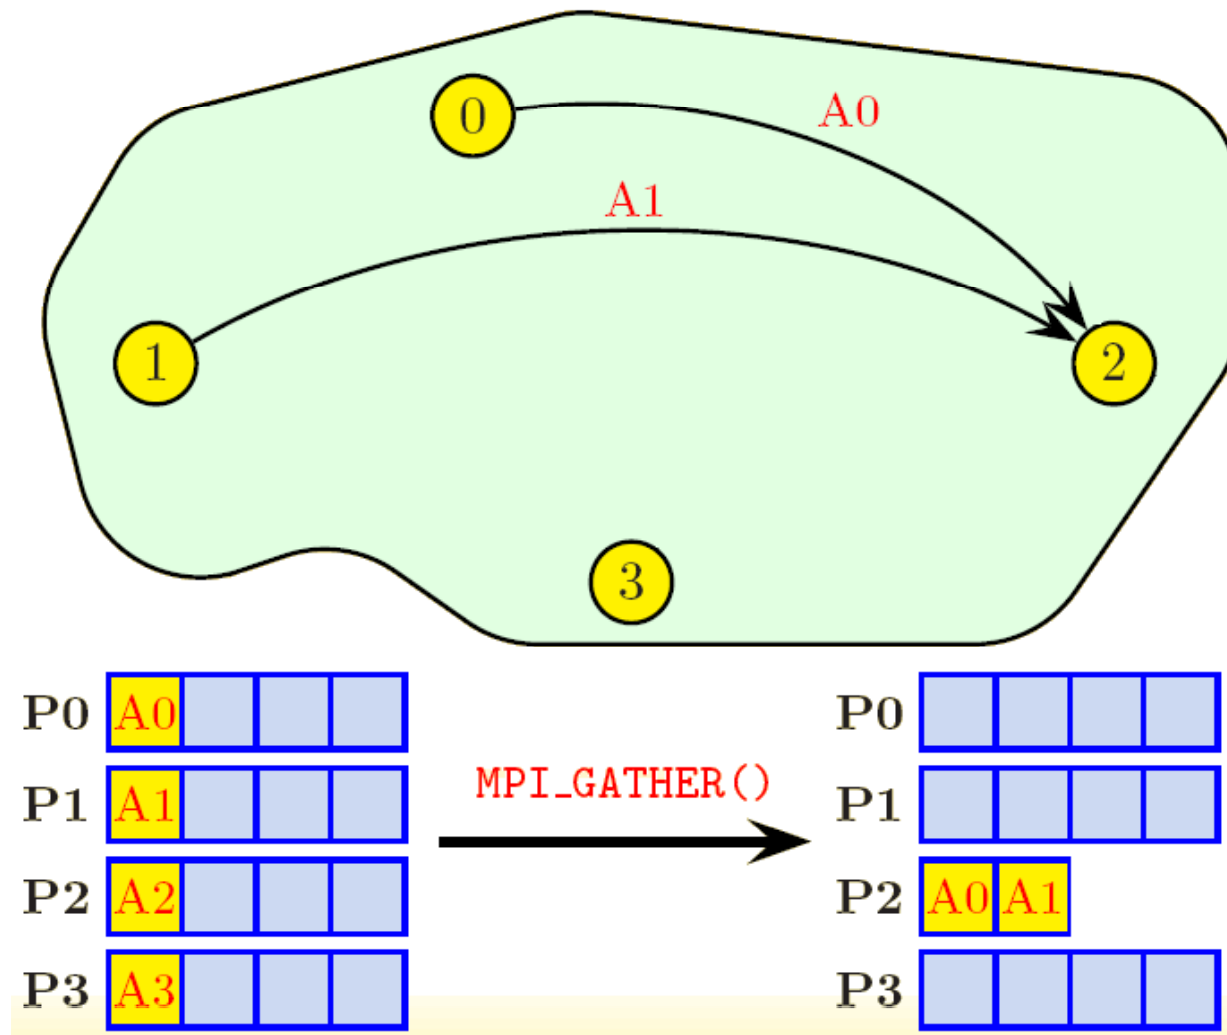 0
A0
A1
1
2
3
P0 A0
P0
P1 A1
MPI_GATHER()
P1
P2 A2
P2 A0 A1
P3 A3
P3